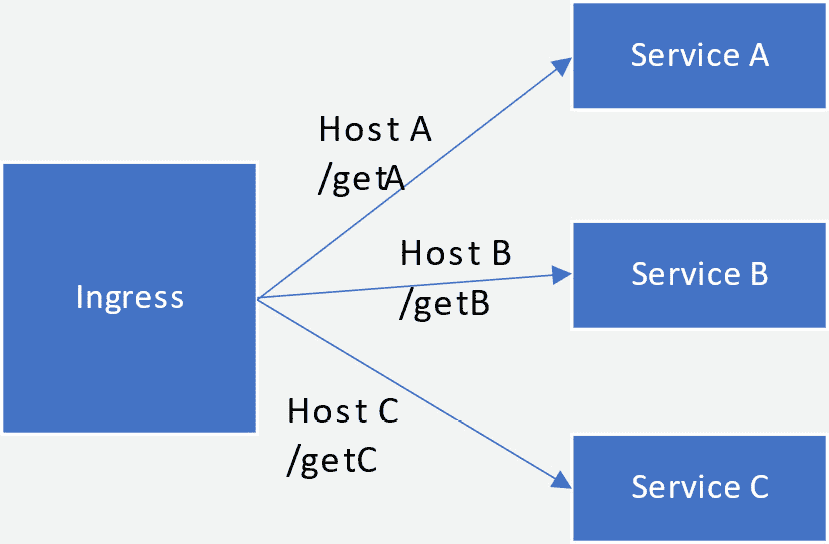 Service A
Host A
/getA
Ingress
Host B
/getB
Service B
Host C
/getC
Service C